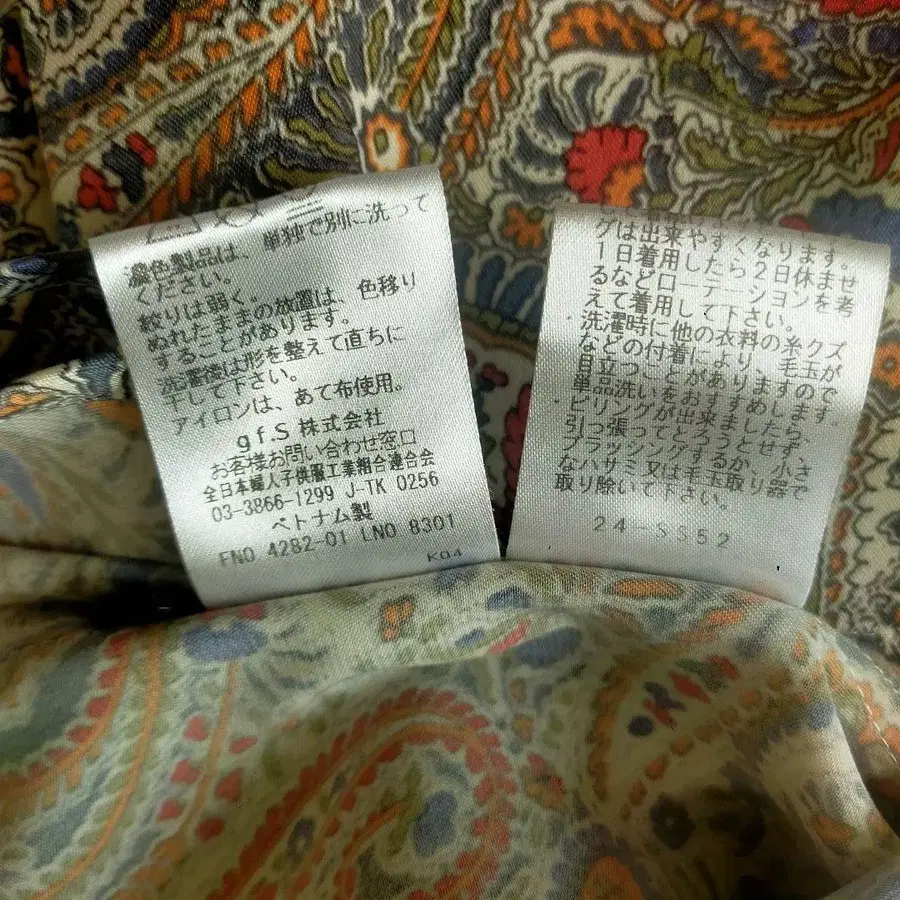 濃色製品は、単独で別に洗って
ください。
絞りは弱く。
ぬれたままの放置は、色移り
することがあります。
洗濯後は形を整えて直ちに
干して下さい。
アイロンは、あて布使用。
gf.S 株式会社
お客様お問い合わせ窓口
全日本婦人子供服工業組合連合会
03-3866-1299 J-TK 0256
ベトナム製
FNO 4282-01 LNO 8301
K04
グは出来やすくなります。
1日着用したら2日休ませ
るなどローテーションを考
えて着用して下さい。
洗濯時に他の衣料の糸クズ
などの付着により、毛玉が
目立つことがありますので
単品洗いをおすすめします。
ピリングが出来ましたら、
引っ張ってとろうとせず、
ブラッシングするか、小さ
なハサミ又は毛玉取り器で
取り除いて下さい。
24-SS52